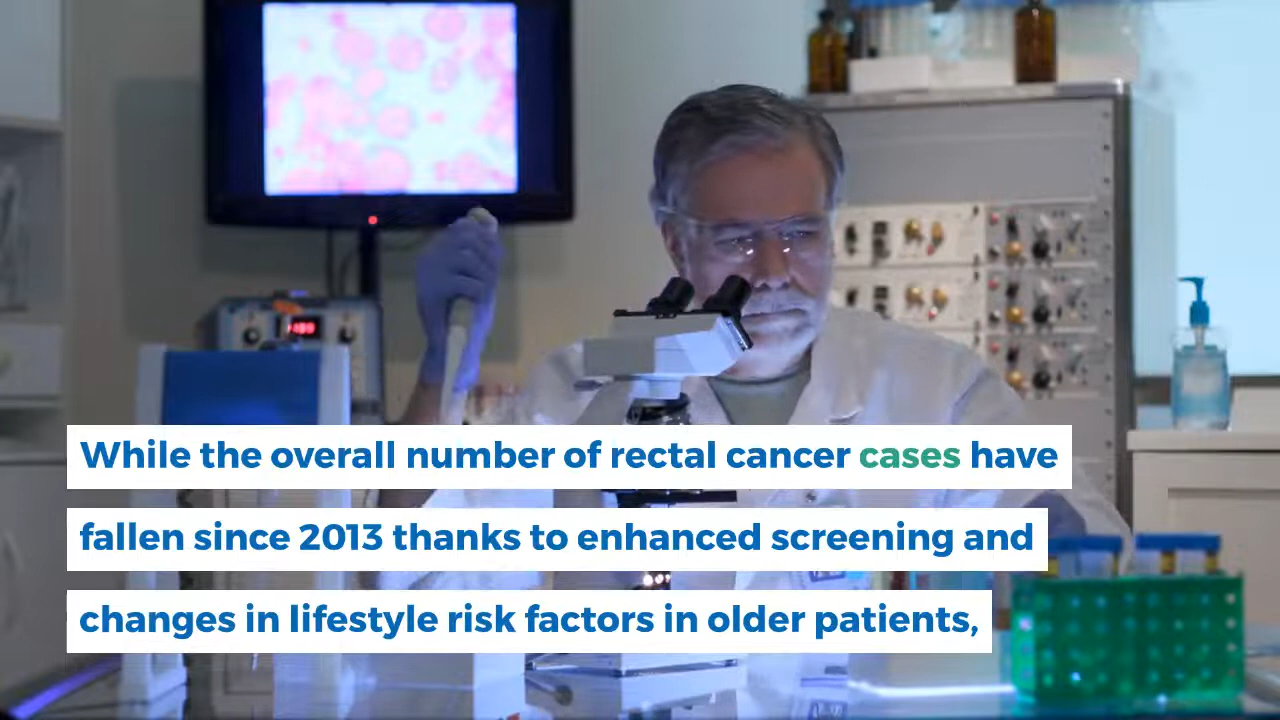 While the overall number of rectal cancer cases have
fallen since 2013 thanks to enhanced screening and
changes in lifestyle risk factors in older patients,